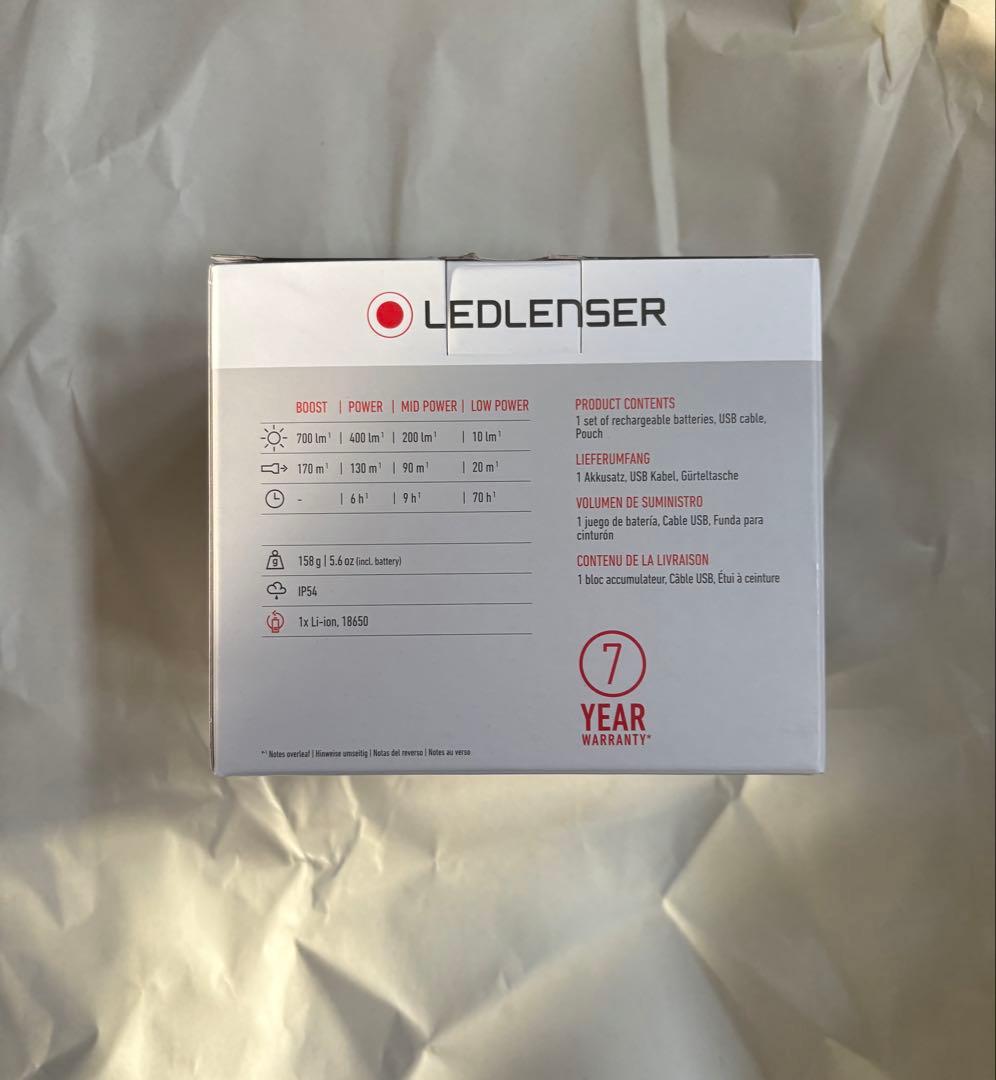 LEDLENSER
BOOST | POWER | MID POWER | LOW POWER
700 lm¹ | 400 lm¹ | 200 lm¹ | 10 lm¹
170 m¹ | 130 m¹ | 90 m¹ | 20 m¹
- | 6 h¹ | 9 h¹ | 70 h¹
g 158 g | 5.6 oz (incl. battery)
IP54
1x Li-ion, 18650
*¹ Notes overleaf | Hinweise umseitig | Notas del reverso | Notes au verso
PRODUCT CONTENTS
1 set of rechargeable batteries, USB cable,
Pouch
LIEFERUMFANG
1 Akkusatz, USB Kabel, Gürteltasche
VOLUMEN DE SUMINISTRO
1 juego de batería, Cable USB, Funda para
cinturón
CONTENU DE LA LIVRAISON
1 bloc accumulateur, Câble USB, Étui à ceinture
7
YEAR
WARRANTY*